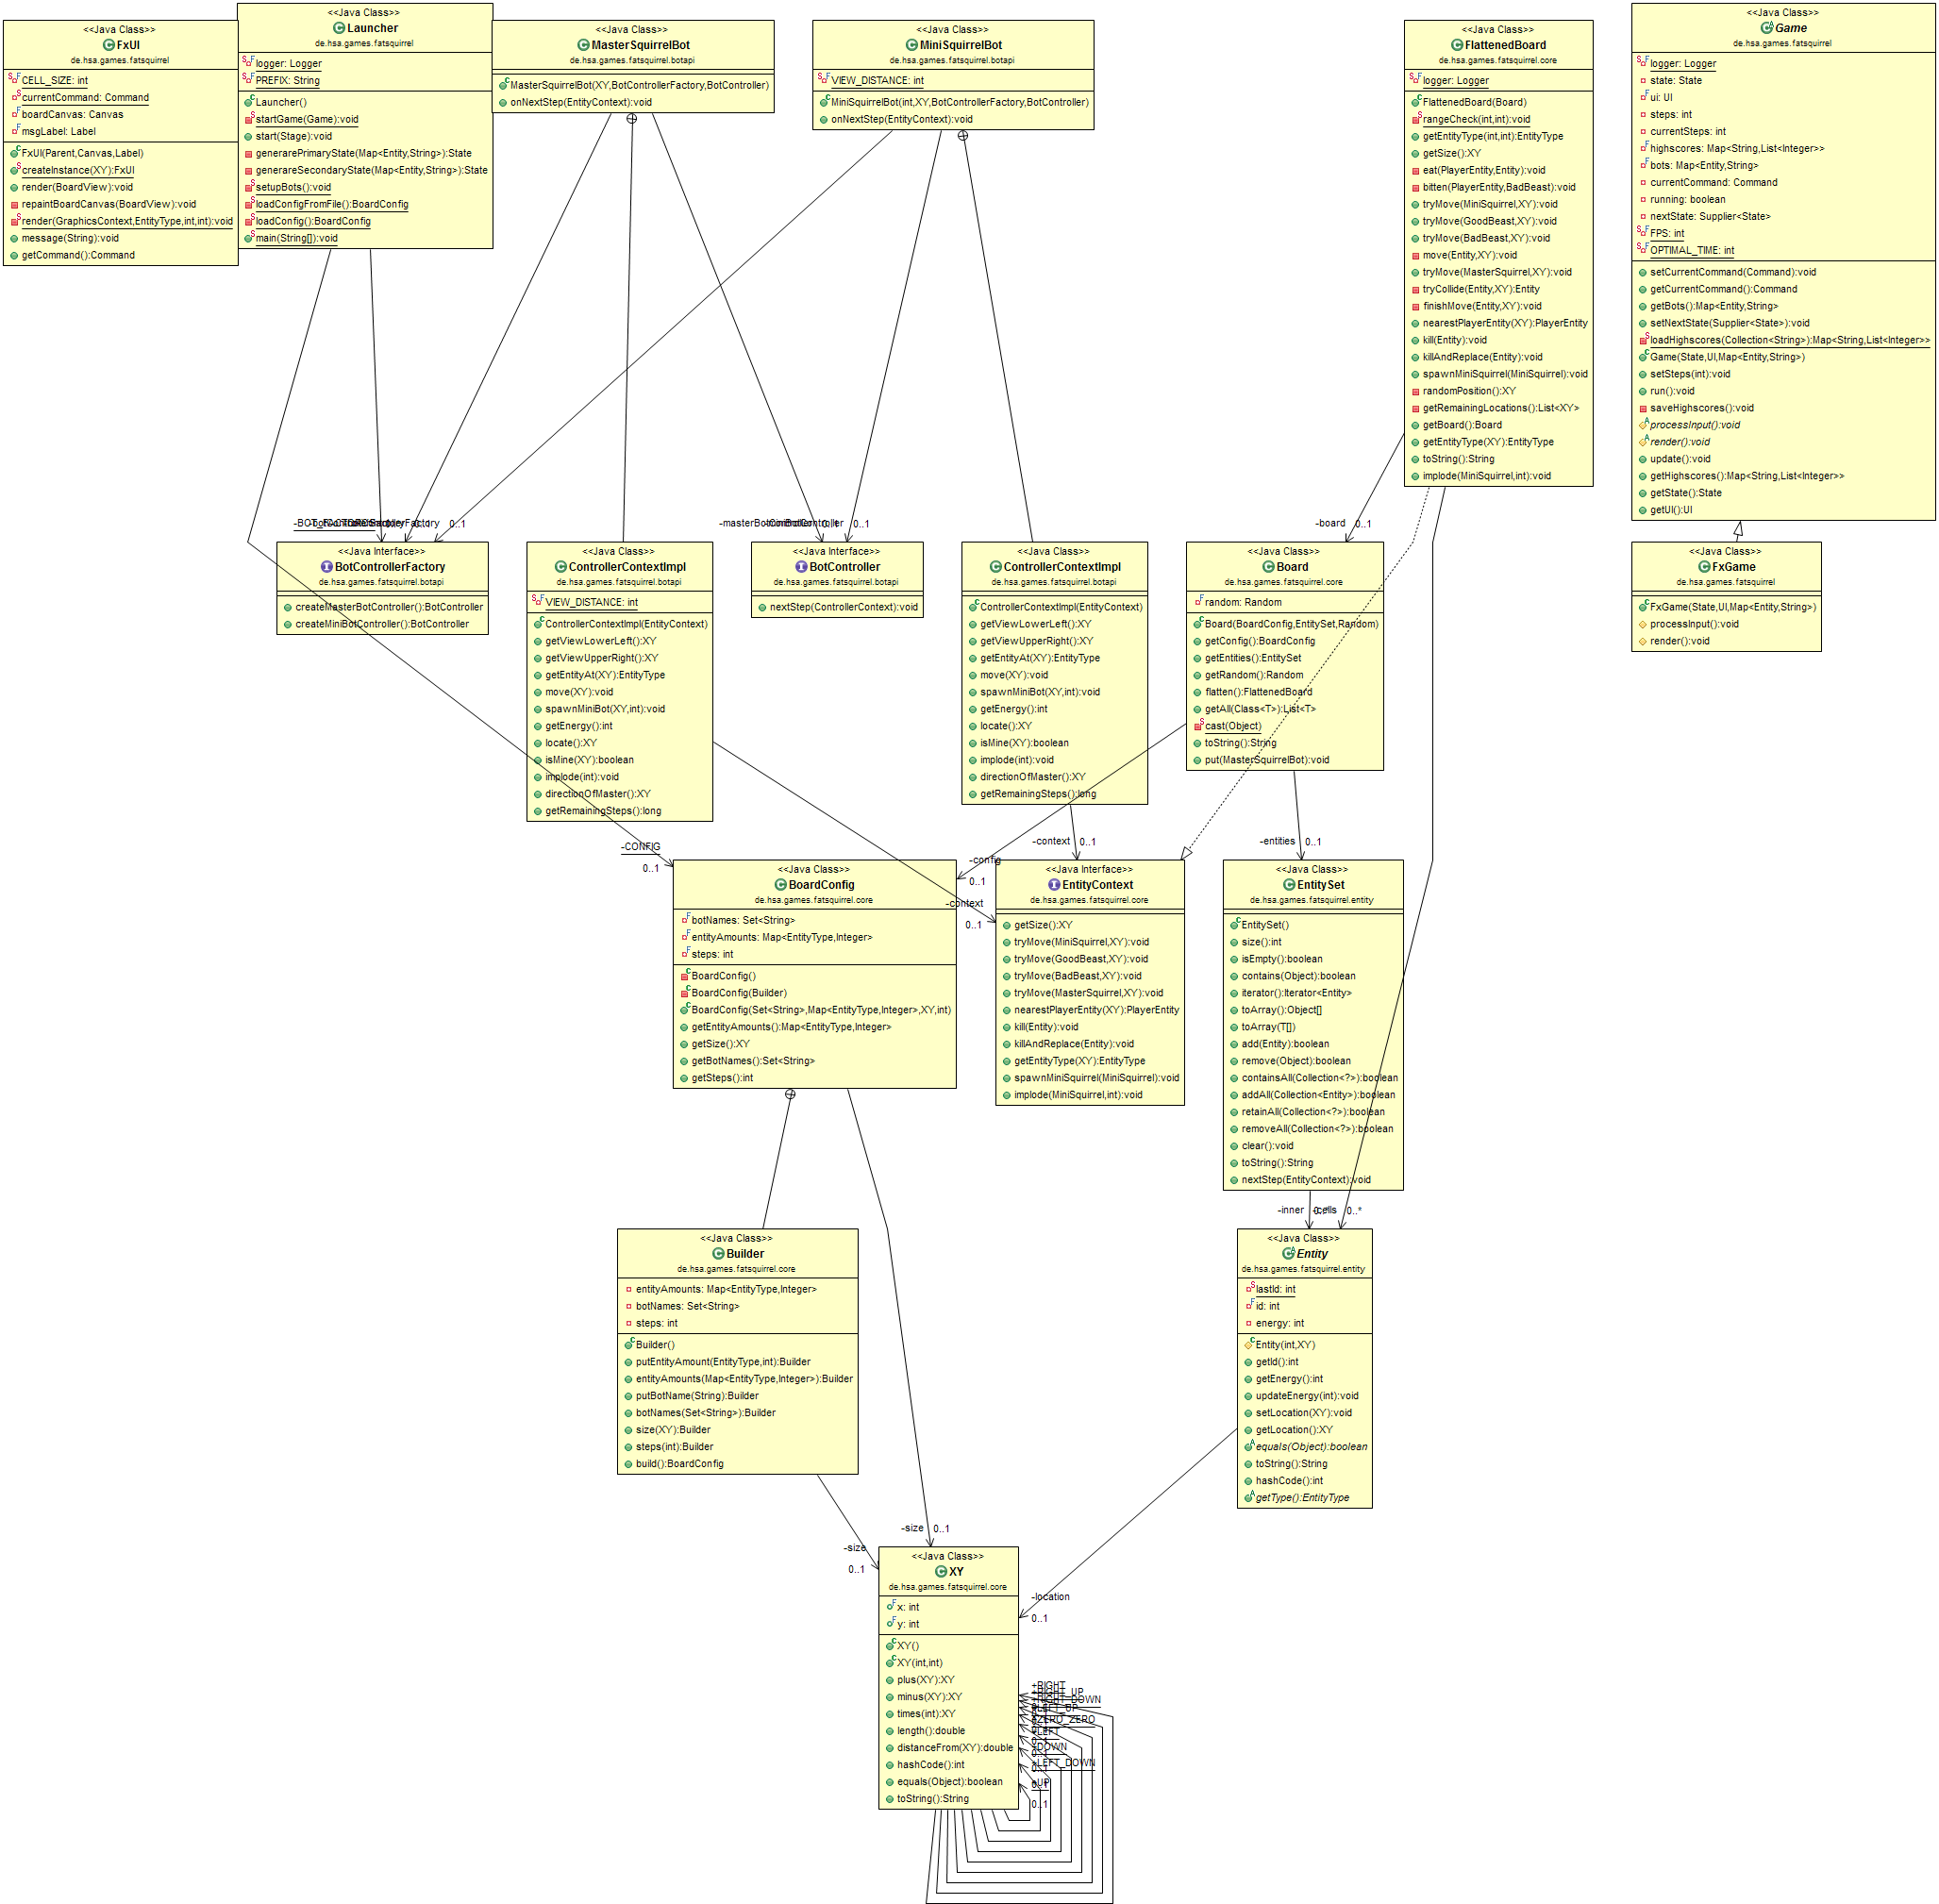 <<Java Class>>
FxUI
de.hsa.games.fatsquirrel
CELL_SIZE: int
currentCommand: Command
boardCanvas: Canvas
msgLabel: Label
FxUI(Parent,Canvas,Label)
createInstance(XY):FxUI
render(BoardView):void
repaintBoardCanvas(BoardView):void
render(GraphicsContext,EntityType,int,int):void
message(String):void
getCommand():Command
<<Java Class>>
Launcher
de.hsa.games.fatsquirrel
logger: Logger
PREFIX: String
Launcher()
startGame(Game):void
start(Stage):void
generarePrimaryState(Map<Entity,String>):State
generareSecondaryState(Map<Entity,String>):State
setupBots():void
loadConfigFromFile():BoardConfig
loadConfig():BoardConfig
main(String[]):void
<<Java Class>>
MasterSquirrelBot
de.hsa.games.fatsquirrel.botapi
MasterSquirrelBot(XY,BotControllerFactory,BotController)
onNextStep(EntityContext):void
<<Java Class>>
MiniSquirrelBot
de.hsa.games.fatsquirrel.botapi
VIEW_DISTANCE: int
MiniSquirrelBot(int,XY,BotControllerFactory,BotController)
onNextStep(EntityContext):void
<<Java Class>>
FlattenedBoard
de.hsa.games.fatsquirrel.core
logger: Logger
FlattenedBoard(Board)
rangeCheck(int,int):void
getEntityType(int,int):EntityType
getSize():XY
eat(PlayerEntity,Entity):void
bitten(PlayerEntity,BadBeast):void
tryMove(MiniSquirrel,XY):void
tryMove(GoodBeast,XY):void
tryMove(BadBeast,XY):void
move(Entity,XY):void
tryMove(MasterSquirrel,XY):void
tryCollide(Entity,XY):Entity
finishMove(Entity,XY):void
nearestPlayerEntity(XY):PlayerEntity
kill(Entity):void
killAndReplace(Entity):void
spawnMiniSquirrel(MiniSquirrel):void
randomPosition():XY
getRemainingLocations():List<XY>
getBoard():Board
getEntityType(XY):EntityType
toString():String
implode(MiniSquirrel,int):void
<<Java Class>>
Game
de.hsa.games.fatsquirrel
logger: Logger
state: State
ui: UI
steps: int
currentSteps: int
highscores: Map<String,List<Integer>>
bots: Map<Entity,String>
currentCommand: Command
running: boolean
nextState: Supplier<State>
FPS: int
OPTIMAL_TIME: int
setCurrentCommand(Command):void
getCurrentCommand():Command
getBots():Map<Entity,String>
setNextState(Supplier<State>):void
loadHighscores(Collection<String>):Map<String,List<Integer>>
Game(State,UI,Map<Entity,String>)
setSteps(int):void
run():void
saveHighscores():void
processInput():void
render():void
update():void
getHighscores():Map<String,List<Integer>>
getState():State
getUI():UI
0..1
0..1
-board
0..1
<<Java Interface>>
BotControllerFactory
de.hsa.games.fatsquirrel.botapi
createMasterBotController():BotController
createMiniBotController():BotController
<<Java Class>>
ControllerContextImpl
de.hsa.games.fatsquirrel.botapi
VIEW_DISTANCE: int
ControllerContextImpl(EntityContext)
getViewLowerLeft():XY
getViewUpperRight():XY
getEntityAt(XY):EntityType
move(XY):void
spawnMiniBot(XY,int):void
getEnergy():int
locate():XY
isMine(XY):boolean
implode(int):void
directionOfMaster():XY
getRemainingSteps():long
<<Java Interface>>
BotController
de.hsa.games.fatsquirrel.botapi
nextStep(ControllerContext):void
<<Java Class>>
ControllerContextImpl
de.hsa.games.fatsquirrel.botapi
ControllerContextImpl(EntityContext)
getViewLowerLeft():XY
getViewUpperRight():XY
getEntityAt(XY):EntityType
move(XY):void
spawnMiniBot(XY,int):void
getEnergy():int
locate():XY
isMine(XY):boolean
implode(int):void
directionOfMaster():XY
getRemainingSteps():long
<<Java Class>>
Board
de.hsa.games.fatsquirrel.core
random: Random
Board(BoardConfig,EntitySet,Random)
getConfig():BoardConfig
getEntities():EntitySet
getRandom():Random
flatten():FlattenedBoard
getAll(Class<T>):List<T>
cast(Object)
toString():String
put(MasterSquirrelBot):void
<<Java Class>>
FxGame
de.hsa.games.fatsquirrel
FxGame(State,UI,Map<Entity,String>)
processInput():void
render():void
-CONFIG
0..1
-context
0..1
-config
0..1
-context
0..1
-entities
0..1
<<Java Class>>
BoardConfig
de.hsa.games.fatsquirrel.core
botNames: Set<String>
entityAmounts: Map<EntityType,Integer>
steps: int
BoardConfig()
BoardConfig(Builder)
BoardConfig(Set<String>,Map<EntityType,Integer>,XY,int)
getEntityAmounts():Map<EntityType,Integer>
getSize():XY
getBotNames():Set<String>
getSteps():int
<<Java Interface>>
EntityContext
de.hsa.games.fatsquirrel.core
getSize():XY
tryMove(MiniSquirrel,XY):void
tryMove(GoodBeast,XY):void
tryMove(BadBeast,XY):void
tryMove(MasterSquirrel,XY):void
nearestPlayerEntity(XY):PlayerEntity
kill(Entity):void
killAndReplace(Entity):void
getEntityType(XY):EntityType
spawnMiniSquirrel(MiniSquirrel):void
implode(MiniSquirrel,int):void
<<Java Class>>
EntitySet
de.hsa.games.fatsquirrel.entity
EntitySet()
size():int
isEmpty():boolean
contains(Object):boolean
iterator():Iterator<Entity>
toArray():Object[]
toArray(T[])
add(Entity):boolean
remove(Object):boolean
containsAll(Collection<?>):boolean
addAll(Collection<Entity>):boolean
retainAll(Collection<?>):boolean
removeAll(Collection<?>):boolean
clear():void
toString():String
nextStep(EntityContext):void
-inner
-cells
0..*
<<Java Class>>
Builder
de.hsa.games.fatsquirrel.core
entityAmounts: Map<EntityType,Integer>
botNames: Set<String>
steps: int
Builder()
putEntityAmount(EntityType,int):Builder
entityAmounts(Map<EntityType,Integer>):Builder
putBotName(String):Builder
botNames(Set<String>):Builder
size(XY):Builder
steps(int):Builder
build():BoardConfig
<<Java Class>>
Entity
de.hsa.games.fatsquirrel.entity
lastId: int
id: int
energy: int
Entity(int,XY)
getId():int
getEnergy():int
updateEnergy(int):void
setLocation(XY):void
getLocation():XY
equals(Object):boolean
toString():String
hashCode():int
getType():EntityType
-size
0..1
-size
0..1
-location
0..1
<<Java Class>>
XY
de.hsa.games.fatsquirrel.core
x: int
y: int
XY()
XY(int,int)
plus(XY):XY
minus(XY):XY
times(int):XY
length():double
distanceFrom(XY):double
hashCode():int
equals(Object):boolean
toString():String
+RIGHT
+RIGHT_UP
+RIGHT_DOWN
+LEFT_UP
+ZERO_ZERO
+LEFT
+DOWN
+LEFT_DOWN
+UP
0..1